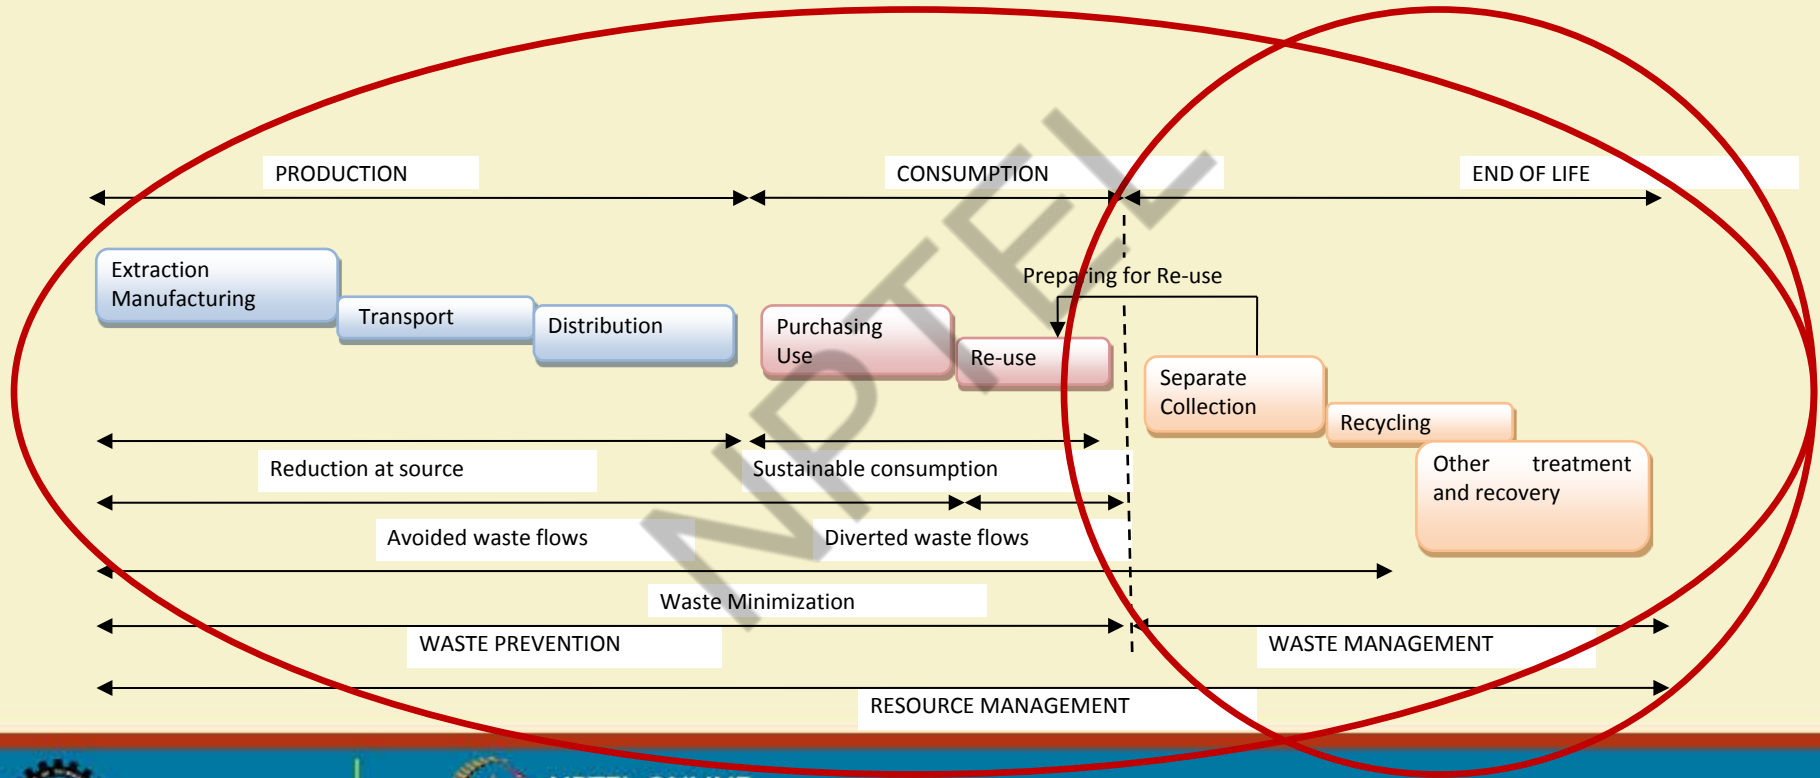 PRODUCTION
CONSUMPTION
END OF LIFE
Extraction
Manufacturing
Transport
Distribution
Purchasing
Use
Re-use
Preparing for Re-use
Separate
Collection
Recycling
Other treatment
and recovery
Reduction at source
Sustainable consumption
Avoided waste flows
Diverted waste flows
Waste Minimization
WASTE PREVENTION
WASTE MANAGEMENT
RESOURCE MANAGEMENT
NPTEL
NPTEL ONLINE